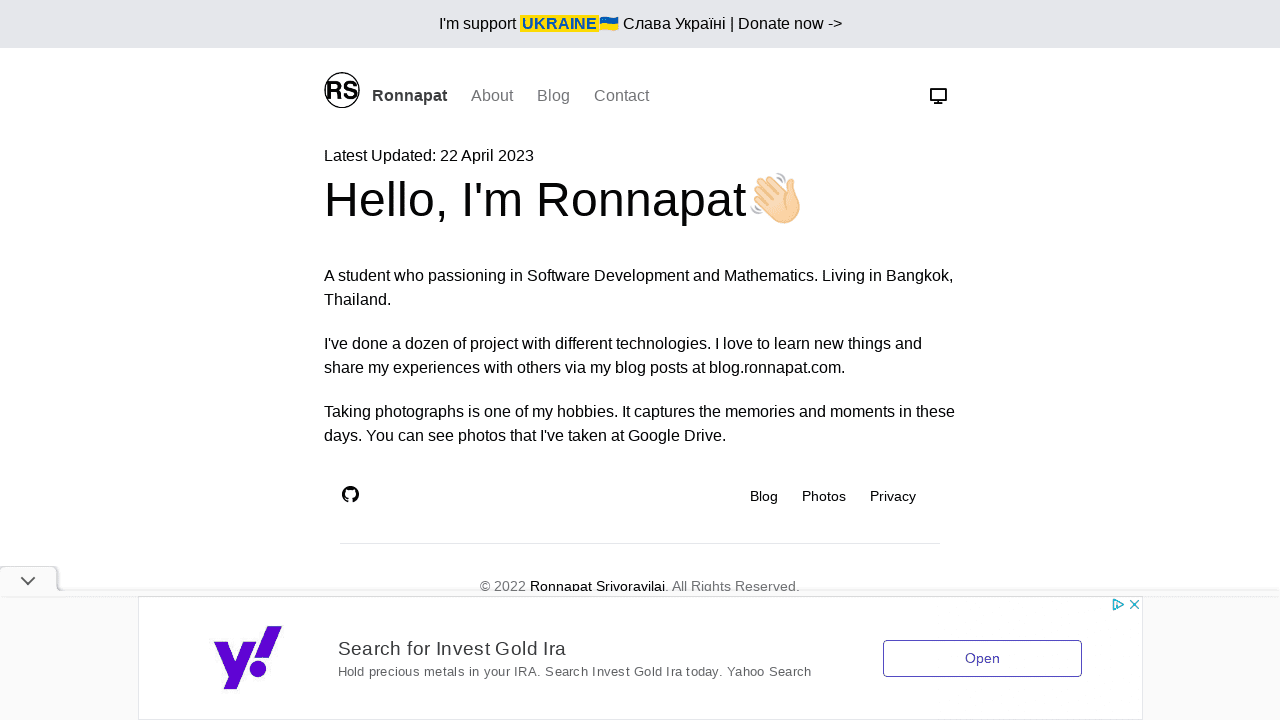 I'm support UKRAINE🇺🇦 Слава Україні | Donate now ->
RS Ronnapat About Blog Contact
Latest Updated: 22 April 2023
Hello, I'm Ronnapat👋🏻
A student who passioning in Software Development and Mathematics. Living in Bangkok,
Thailand.
I've done a dozen of project with different technologies. I love to learn new things and
share my experiences with others via my blog posts at blog.ronnapat.com.
Taking photographs is one of my hobbies. It captures the memories and moments in these
days. You can see photos that I've taken at Google Drive.
Blog Photos Privacy
© 2022 Ronnapat Srivoravilai. All Rights Reserved.
Search for Invest Gold Ira
Hold precious metals in your IRA. Search Invest Gold Ira today. Yahoo Search
Open